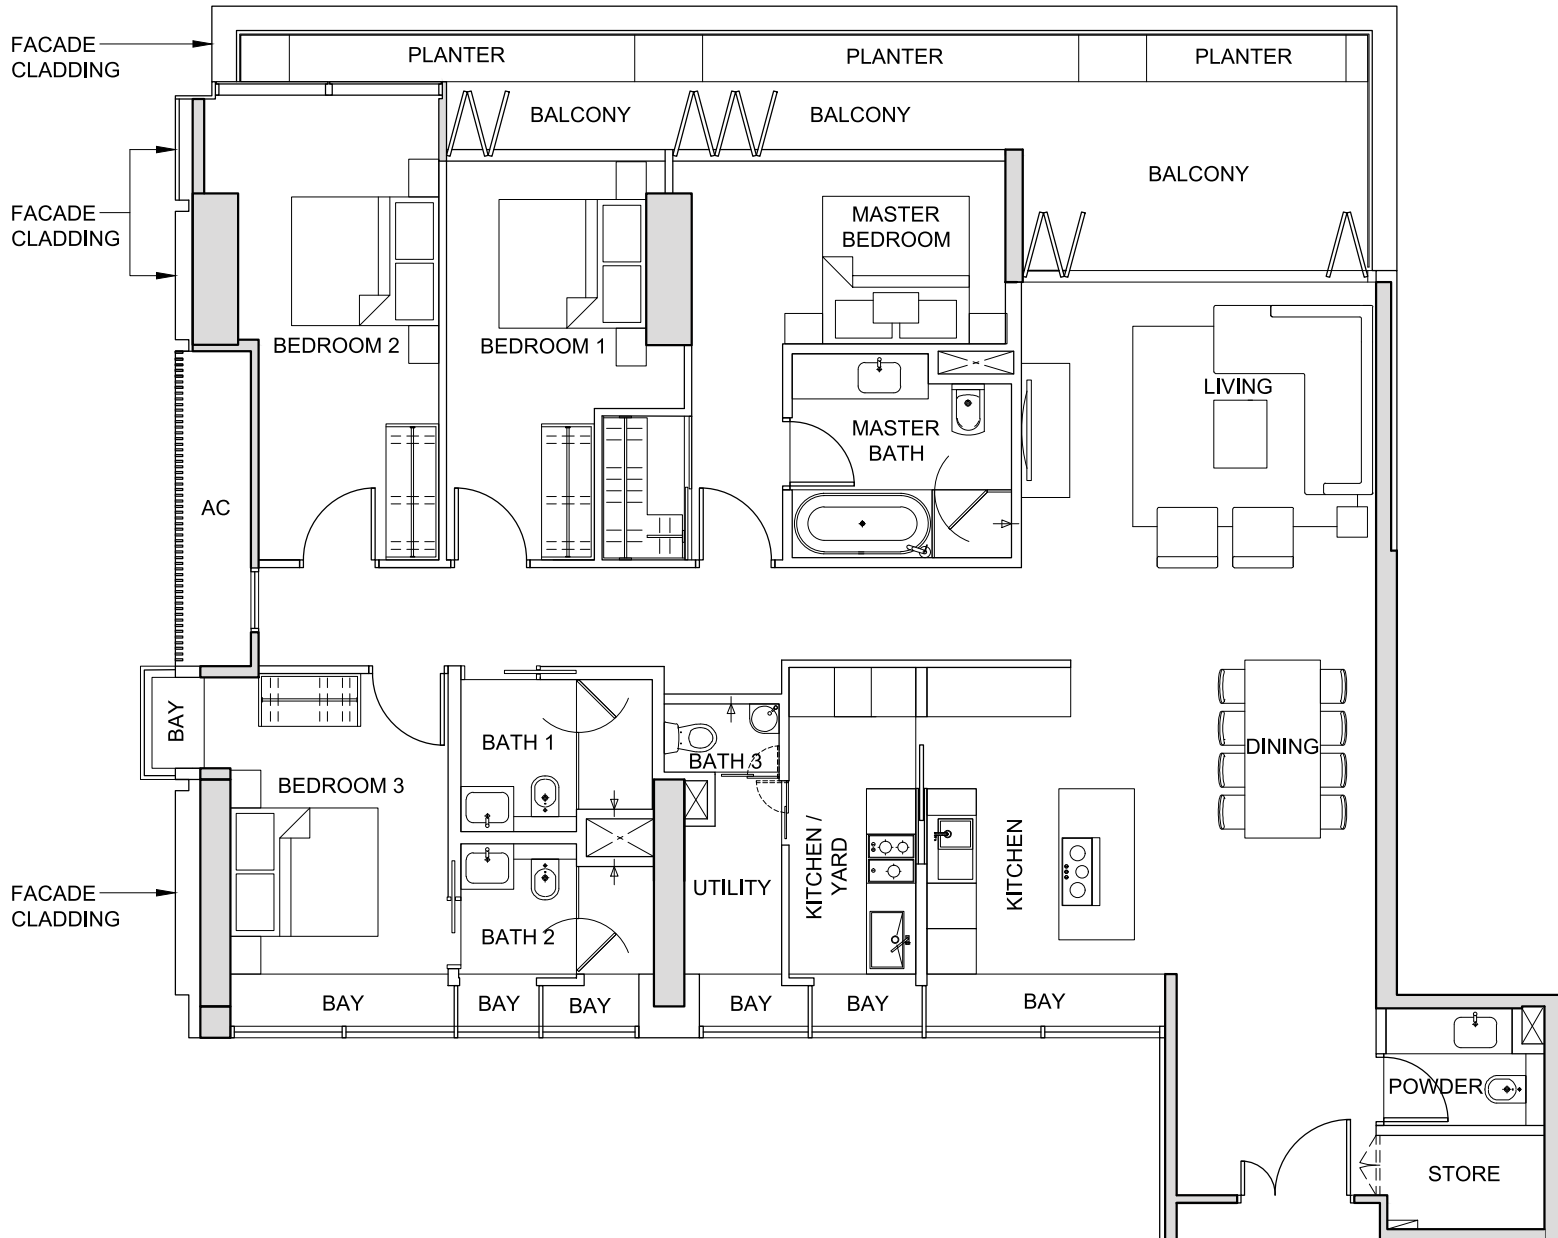 FACADE
CLADDING
PLANTER
PLANTER
PLANTER
BALCONY
BALCONY
BALCONY
FACADE
CLADDING
MASTER
BEDROOM
BEDROOM 2
BEDROOM 1
LIVING
MASTER
BATH
AC
BAY
BATH 1
BATH 3
DINING
BEDROOM 3
KITCHEN /
YARD
KITCHEN
UTILITY
FACADE
CLADDING
BATH 2
BAY
BAY
BAY
BAY
BAY
BAY
POWDER
STORE